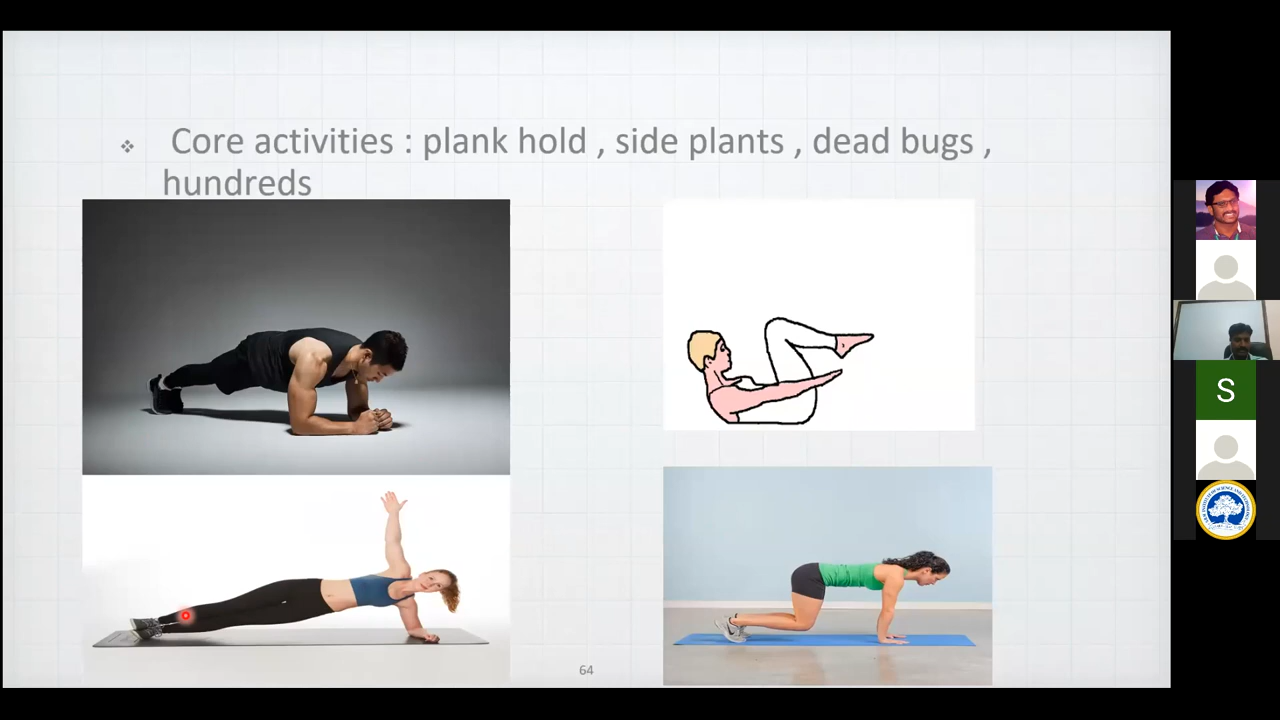 ❖ Core activities : plank hold , side plants , dead bugs ,
hundreds
64
S